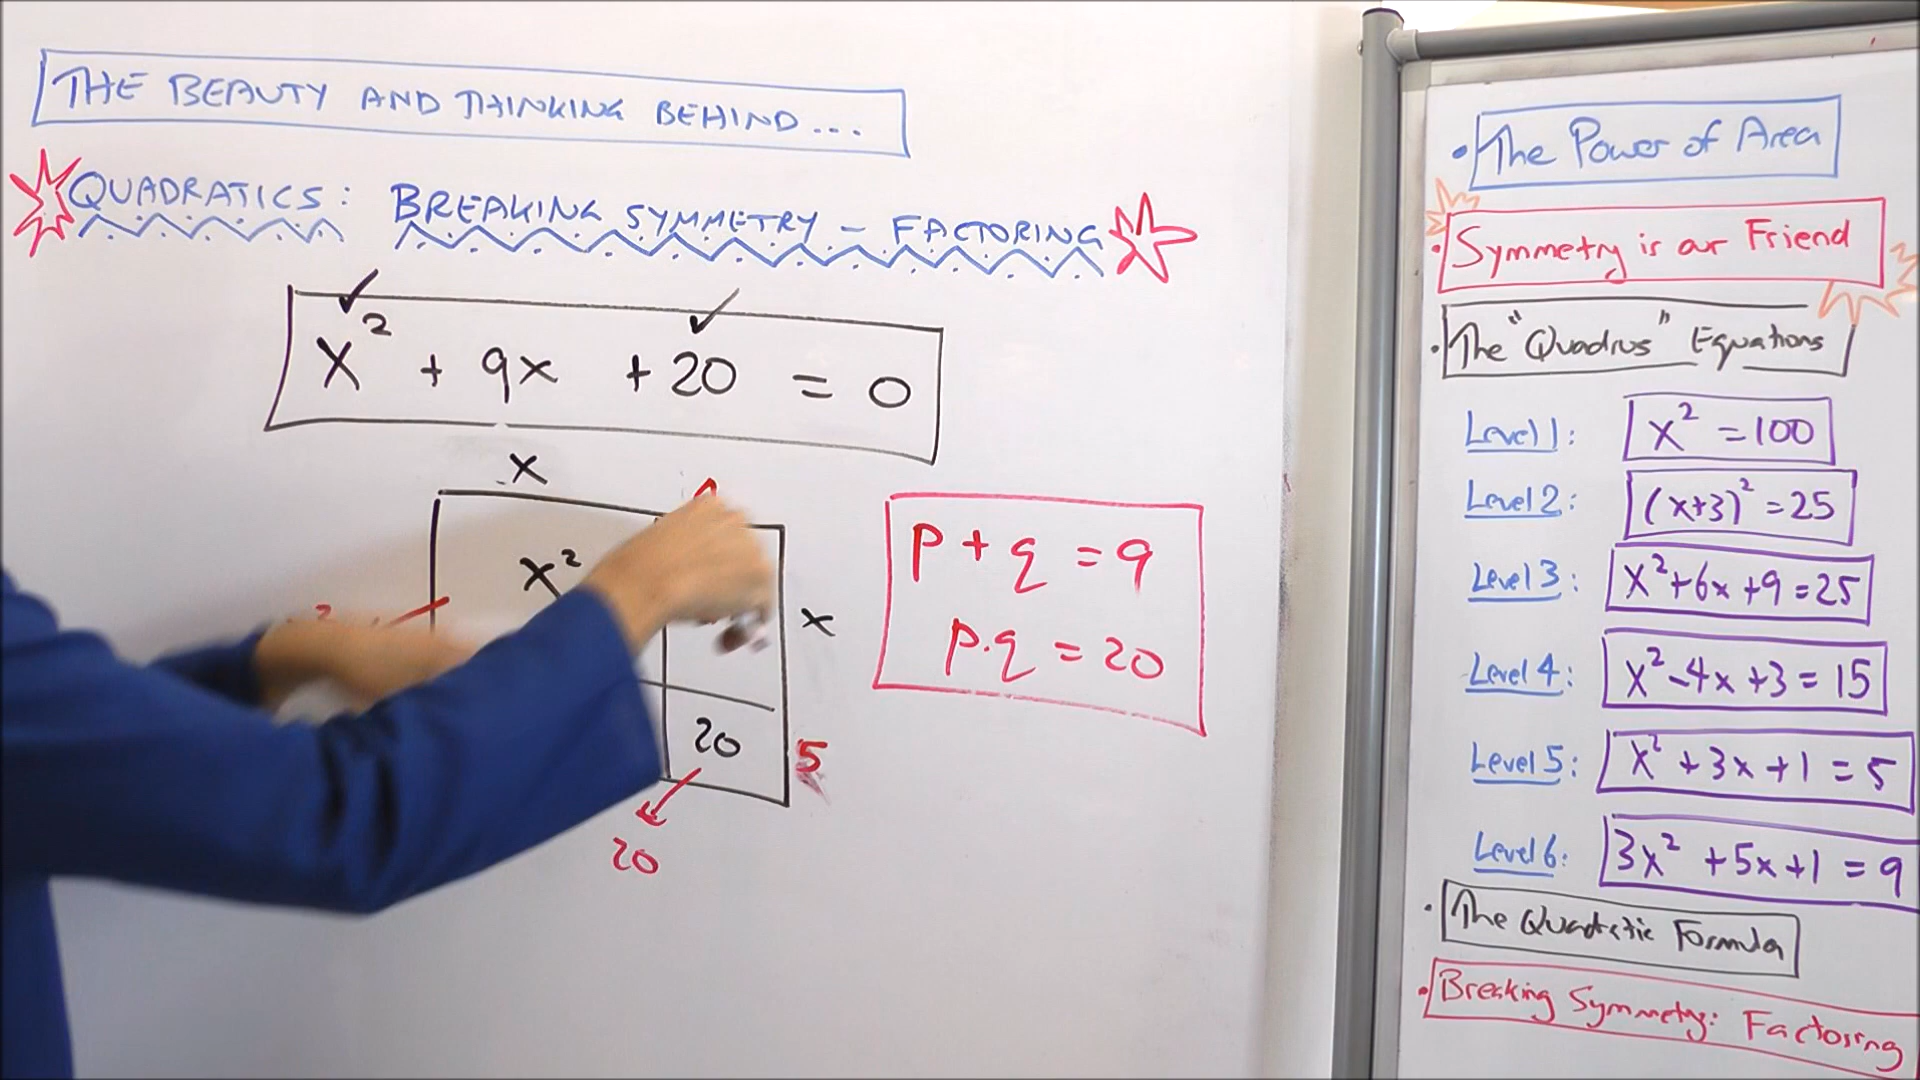 THE BEAUTY AND THINKING BEHIND...
QUADRATICS: BREAKING SYMMETRY – FACTORING
✓ ✓
x² + 9x + 20 = 0
x
x²
x
20
5
20
p + q = 9
p.q = 20
• The Power of Area
• Symmetry is our Friend
• The "Quadrus" Equations
Level 1: x² = 100
Level 2: (x+3)² = 25
Level 3: x² + 6x + 9 = 25
Level 4: x² - 4x + 3 = 15
Level 5: x² + 3x + 1 = 5
Level 6: 3x² + 5x + 1 = 9
• The Quadratic Formula
• Breaking Symmetry: Factoring